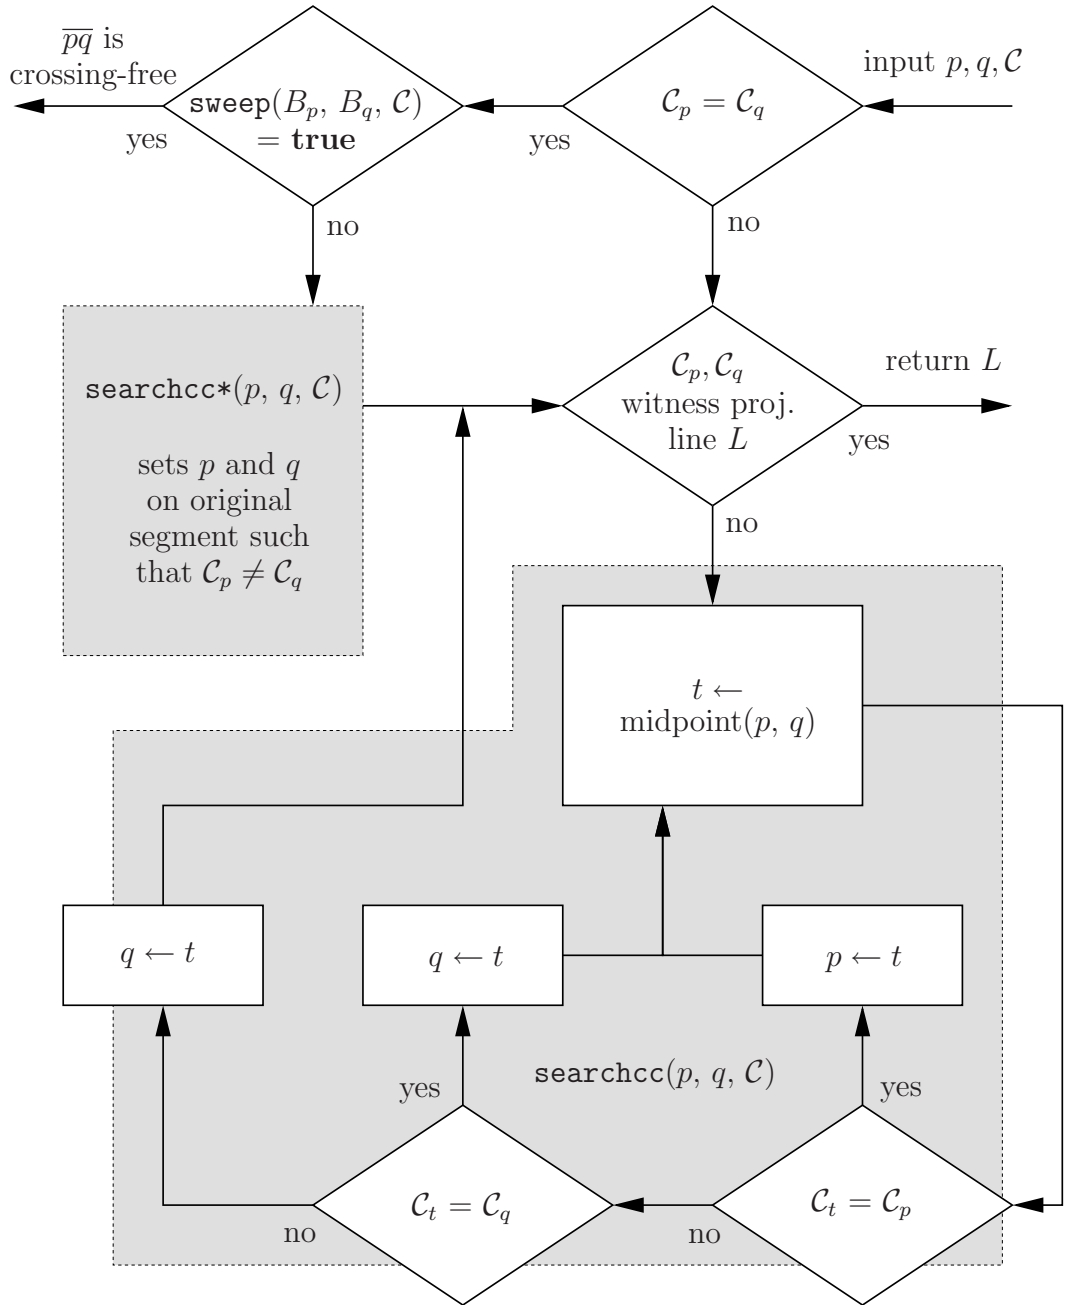 p̅q̅ is
crossing-free
yes
sweep(B_p, B_q, 𝒞)
= true
no
yes
𝒞_p = 𝒞_q
no
input p, q, 𝒞
searchcc*(p, q, 𝒞)
sets p and q
on original
segment such
that 𝒞_p ≠ 𝒞_q
𝒞_p, 𝒞_q
witness proj.
line L
return L
yes
no
t ←
midpoint(p, q)
q ← t
q ← t
p ← t
searchcc(p, q, 𝒞)
yes
yes
𝒞_t = 𝒞_q
no
𝒞_t = 𝒞_p
no